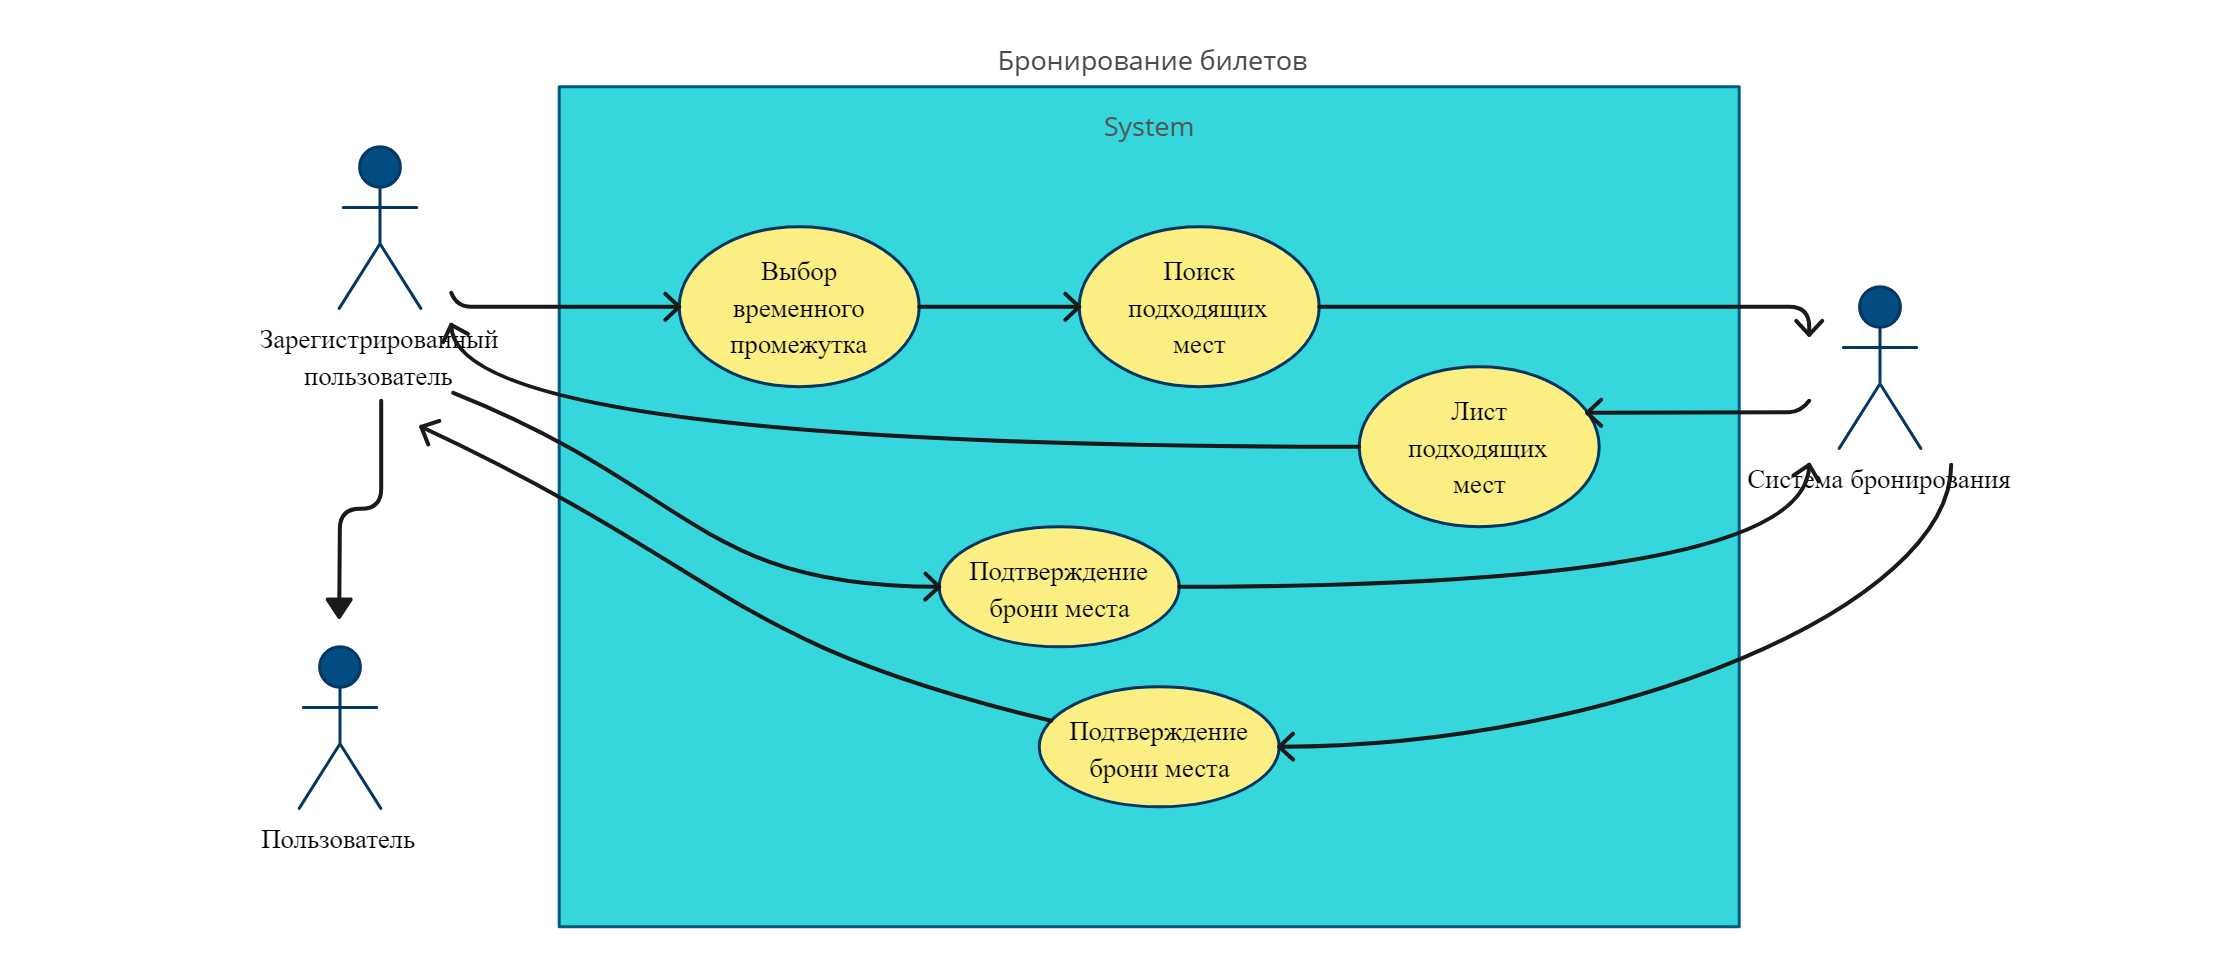 Бронирование билетов
System
Выбор
временного
промежутка
Поиск
подходящих
мест
Зарегистрированный
пользователь
Лист
подходящих
мест
Система бронирования
Подтверждение
брони места
Подтверждение
брони места
Пользователь